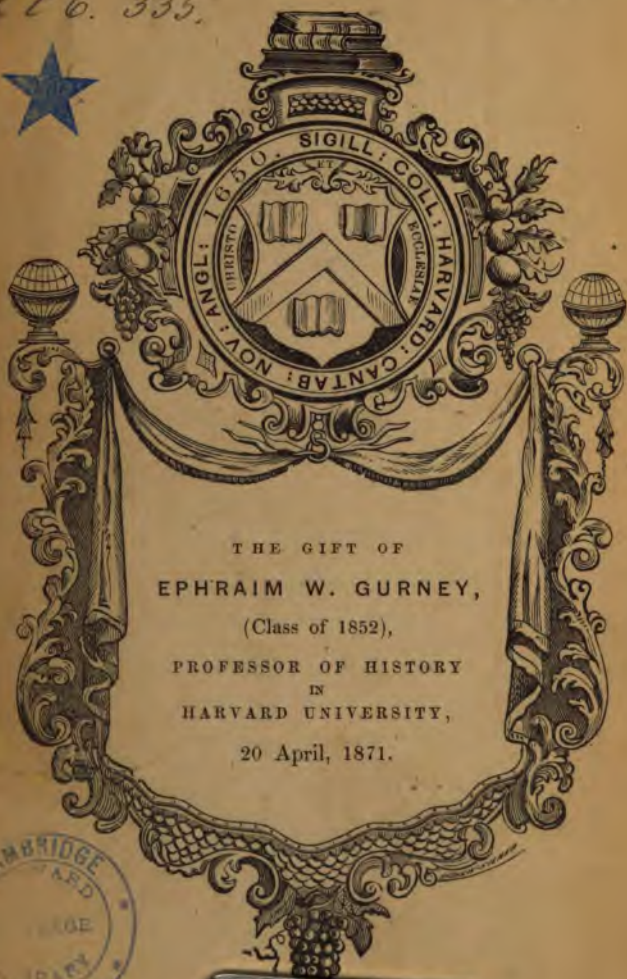 335.
SIGILL: COLL: HARVARD: CANTAB: NOV: ANGL: 1650.
ET
CHRISTO
ECCLESIAE
THE GIFT OF
EPHRAIM W. GURNEY,
(Class of 1852),
PROFESSOR OF HISTORY
IN
HARVARD UNIVERSITY,
20 April, 1871.